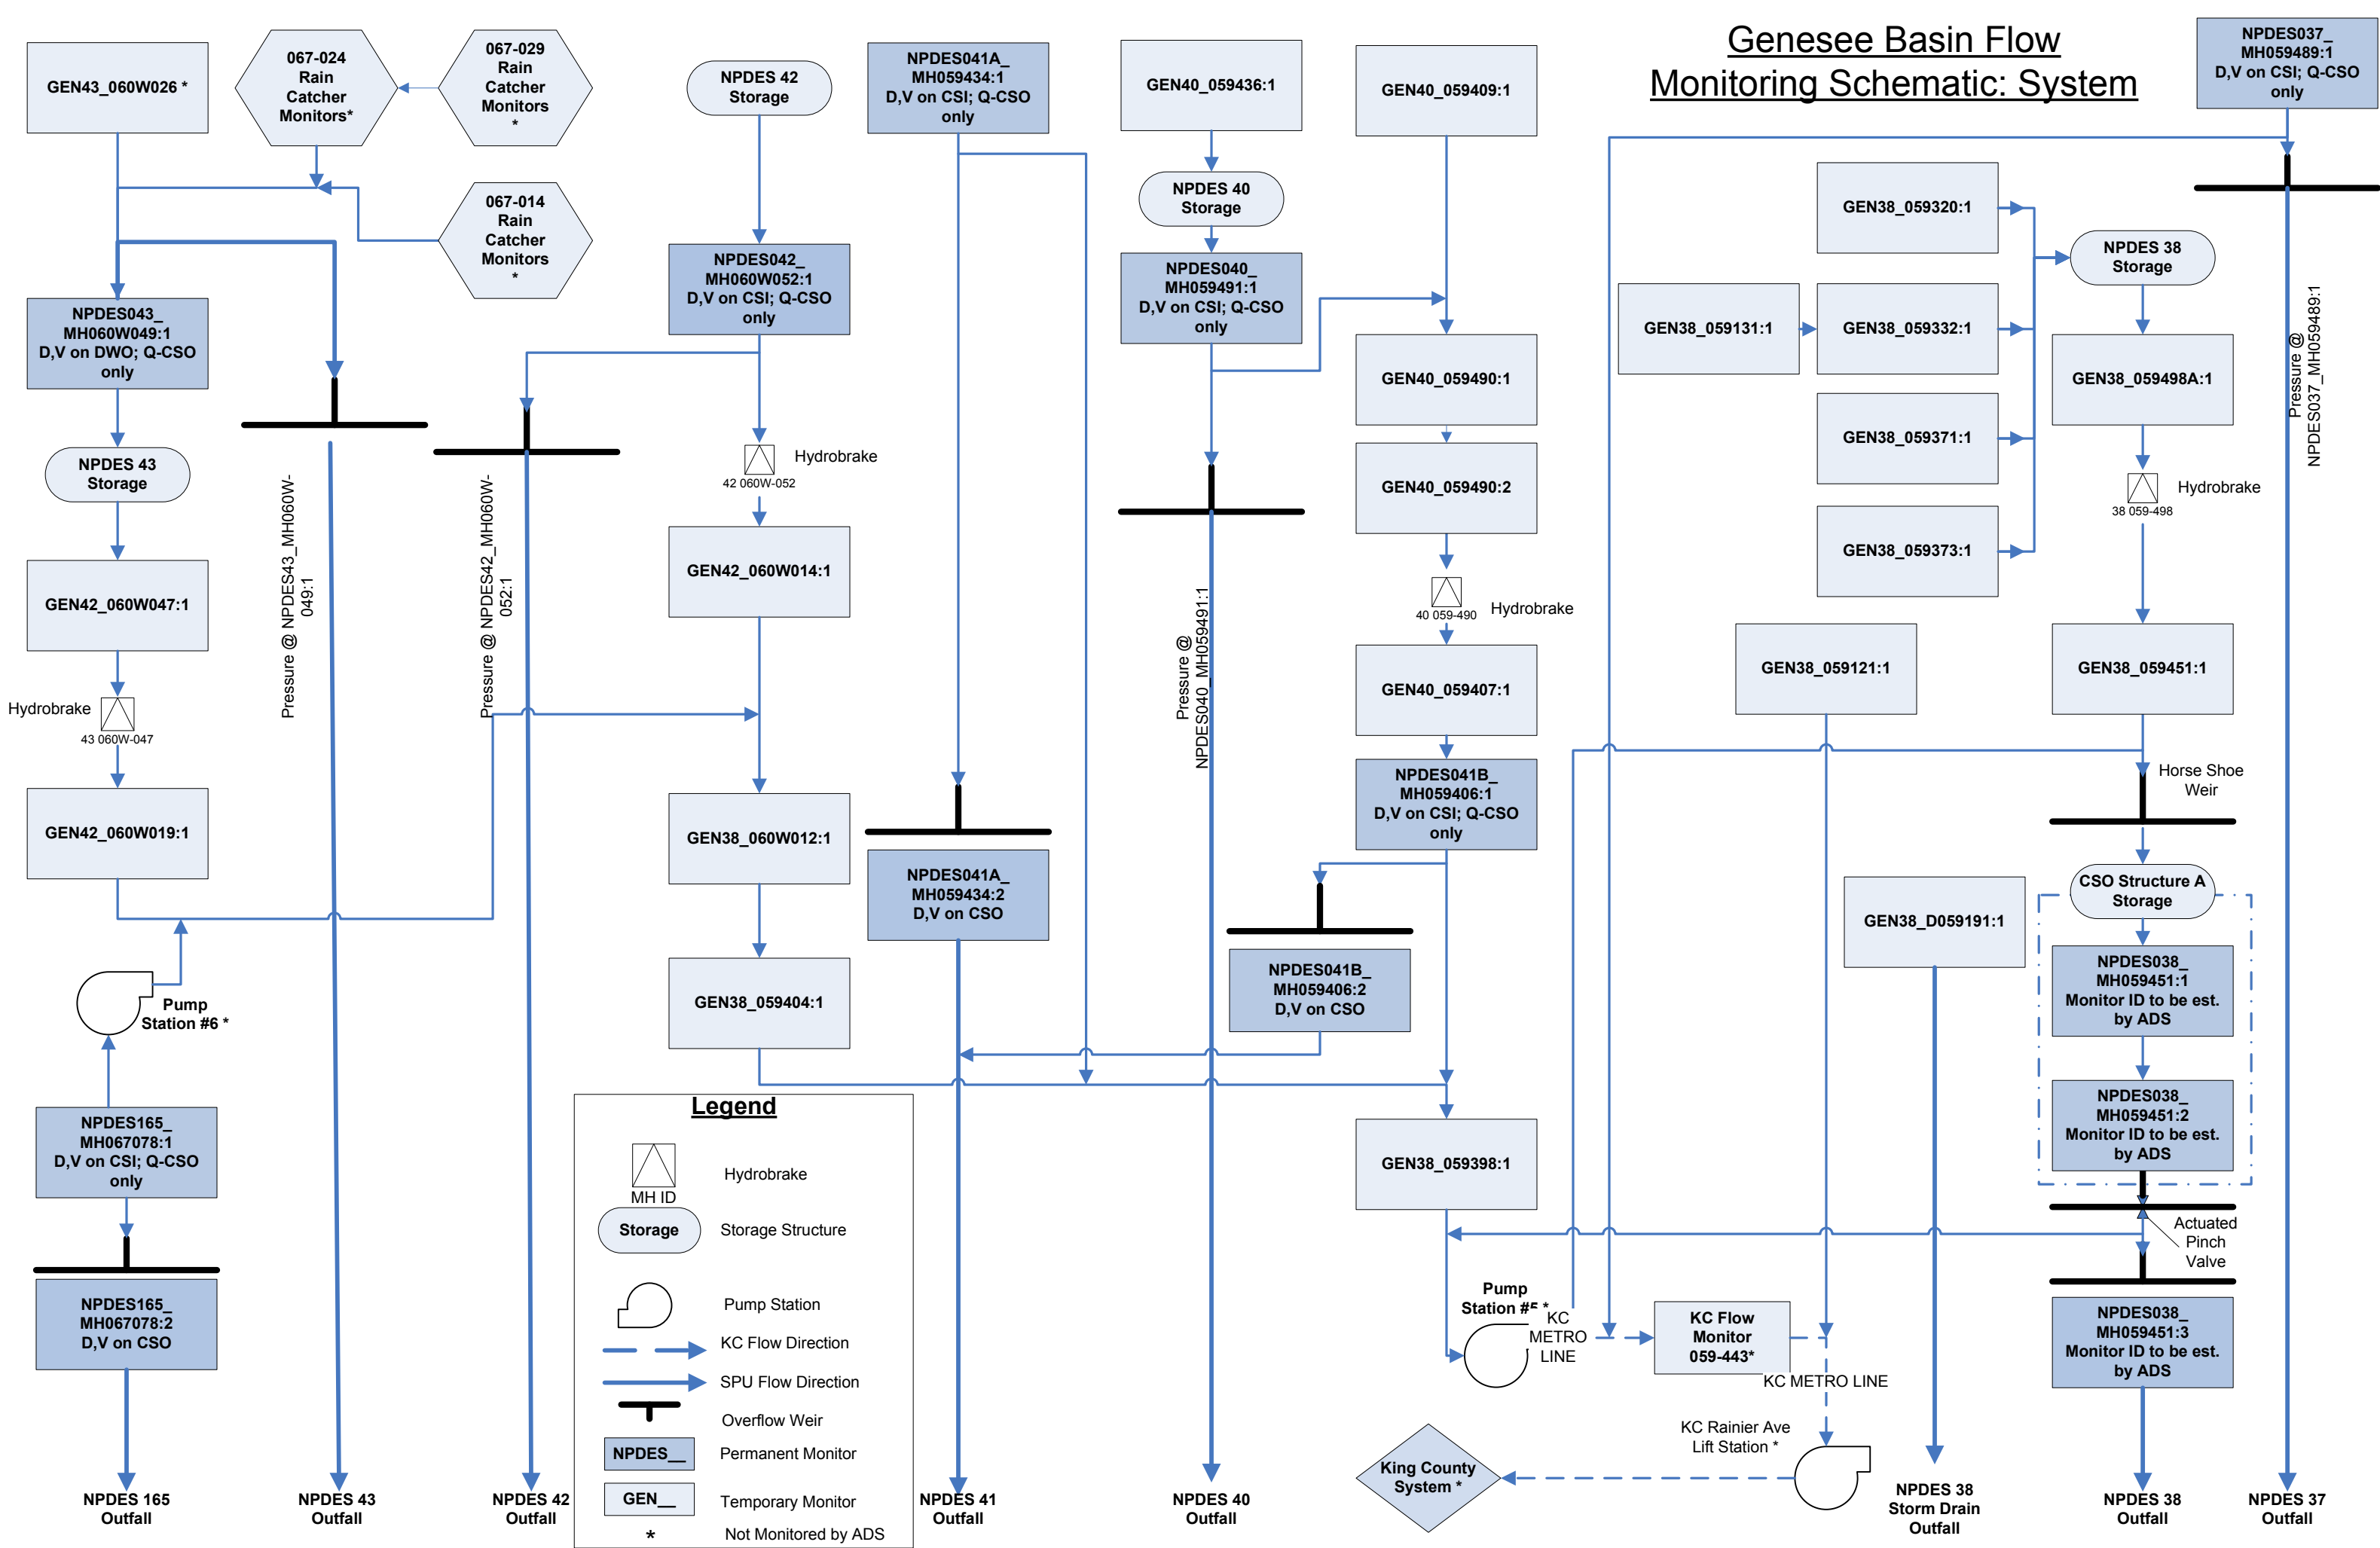 Genesee Basin Flow
Monitoring Schematic: System
GEN43_060W026 *
067-024
Rain
Catcher
Monitors*
067-029
Rain
Catcher
Monitors
*
067-014
Rain
Catcher
Monitors
*
NPDES043_
MH060W049:1
D,V on DWO; Q-CSO
only
NPDES 43
Storage
GEN42_060W047:1
Hydrobrake
43 060W-047
GEN42_060W019:1
Pump
Station #6 *
NPDES165_
MH067078:1
D,V on CSI; Q-CSO
only
NPDES165_
MH067078:2
D,V on CSO
NPDES 165
Outfall
Pressure @ NPDES43_MH060W-
049:1
NPDES 43
Outfall
Pressure @ NPDES42_MH060W-
052:1
NPDES 42
Outfall
NPDES 42
Storage
NPDES042_
MH060W052:1
D,V on CSI; Q-CSO
only
Hydrobrake
42 060W-052
GEN42_060W014:1
GEN38_060W012:1
GEN38_059404:1
NPDES041A_
MH059434:1
D,V on CSI; Q-CSO
only
NPDES041A_
MH059434:2
D,V on CSO
NPDES 41
Outfall
Legend
MH ID
Hydrobrake
Storage
Storage Structure
Pump Station
KC Flow Direction
SPU Flow Direction
Overflow Weir
NPDES__
Permanent Monitor
GEN__
Temporary Monitor
*
Not Monitored by ADS
GEN40_059436:1
NPDES 40
Storage
NPDES040_
MH059491:1
D,V on CSI; Q-CSO
only
Pressure @
NPDES040_MH059491:1
NPDES 40
Outfall
GEN40_059409:1
GEN40_059490:1
GEN40_059490:2
Hydrobrake
40 059-490
GEN40_059407:1
NPDES041B_
MH059406:1
D,V on CSI; Q-CSO
only
NPDES041B_
MH059406:2
D,V on CSO
GEN38_059398:1
Pump
Station #5 *
KC
METRO
LINE
KC Flow
Monitor
059-443*
KC METRO LINE
KC Rainier Ave
Lift Station *
King County
System *
GEN38_059320:1
GEN38_059131:1
GEN38_059332:1
GEN38_059371:1
GEN38_059373:1
GEN38_059121:1
GEN38_D059191:1
NPDES 38
Storm Drain
Outfall
NPDES 38
Storage
GEN38_059498A:1
Hydrobrake
38 059-498
GEN38_059451:1
Horse Shoe
Weir
CSO Structure A
Storage
NPDES038_
MH059451:1
Monitor ID to be est.
by ADS
NPDES038_
MH059451:2
Monitor ID to be est.
by ADS
Actuated
Pinch
Valve
NPDES038_
MH059451:3
Monitor ID to be est.
by ADS
NPDES 38
Outfall
NPDES037_
MH059489:1
D,V on CSI; Q-CSO
only
Pressure @
NPDES037_MH059489:1
NPDES 37
Outfall